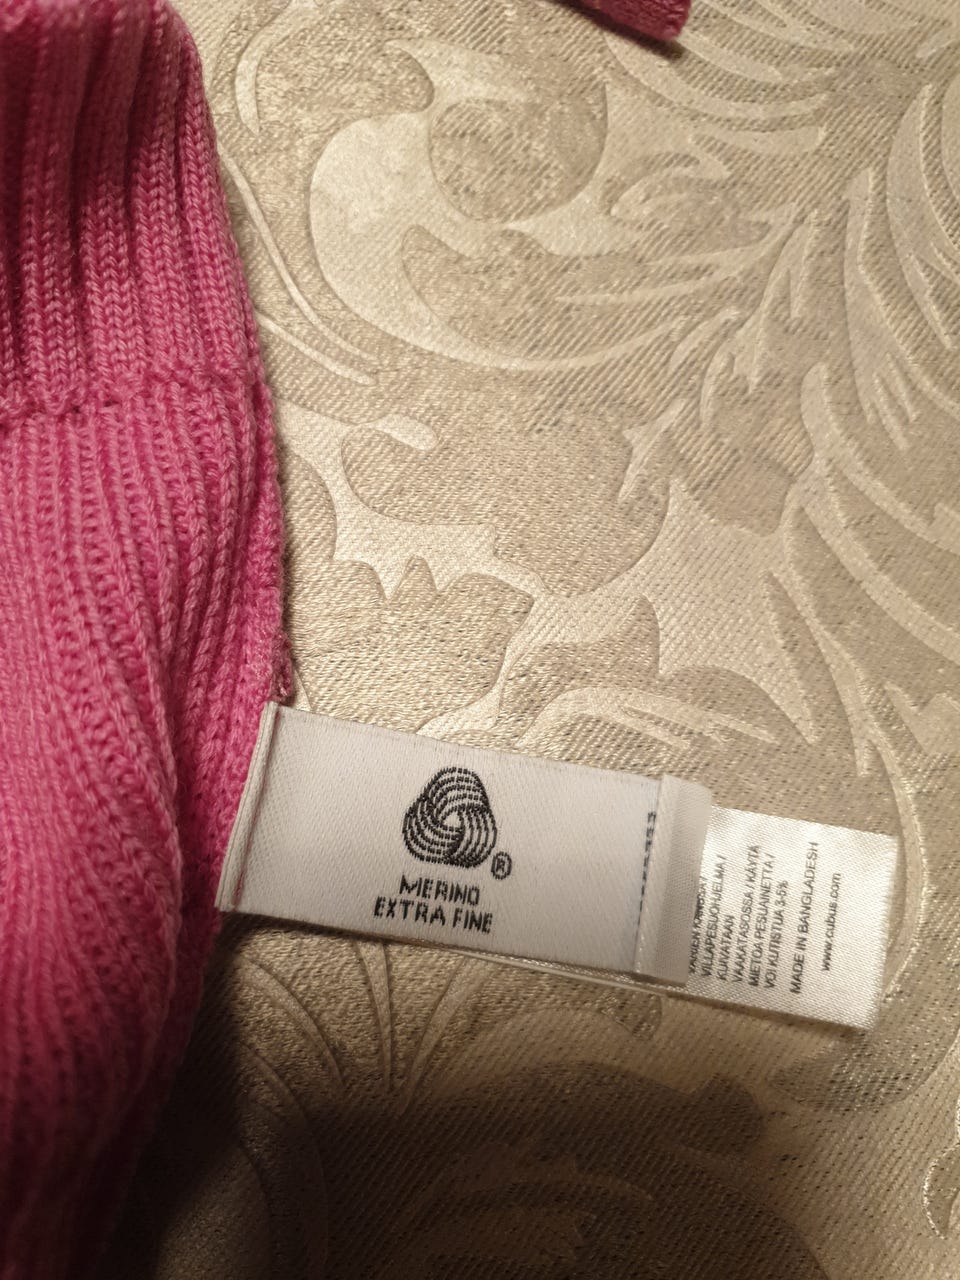 ®
MERINO
EXTRA FINE
VILLAPESUOHJELMA /
KUIVATAAN
VAAKATASOSSA / KÄYTÄ
METOA PESUAINETTA /
VOI KUTISTUA 3-5%
MADE IN BANGLADESH
www.cubus.com